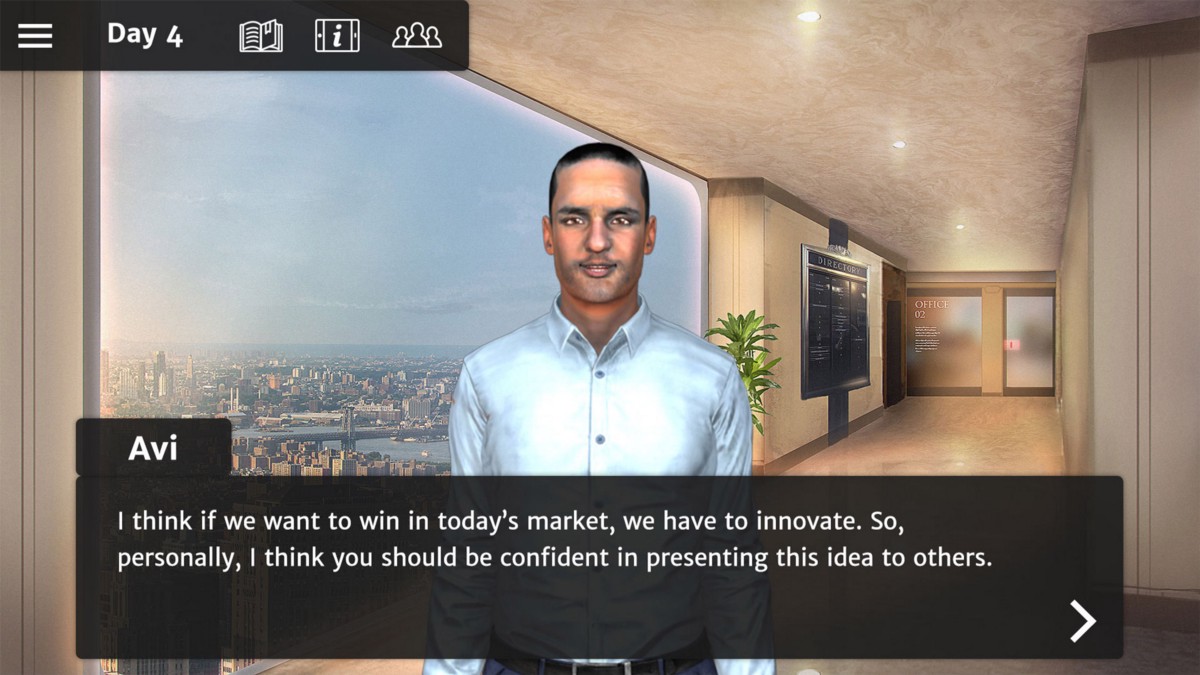 Day 4
DIRECTORY
OFFICE
02
Avi
I think if we want to win in today's market, we have to innovate. So,
personally, I think you should be confident in presenting this idea to others.